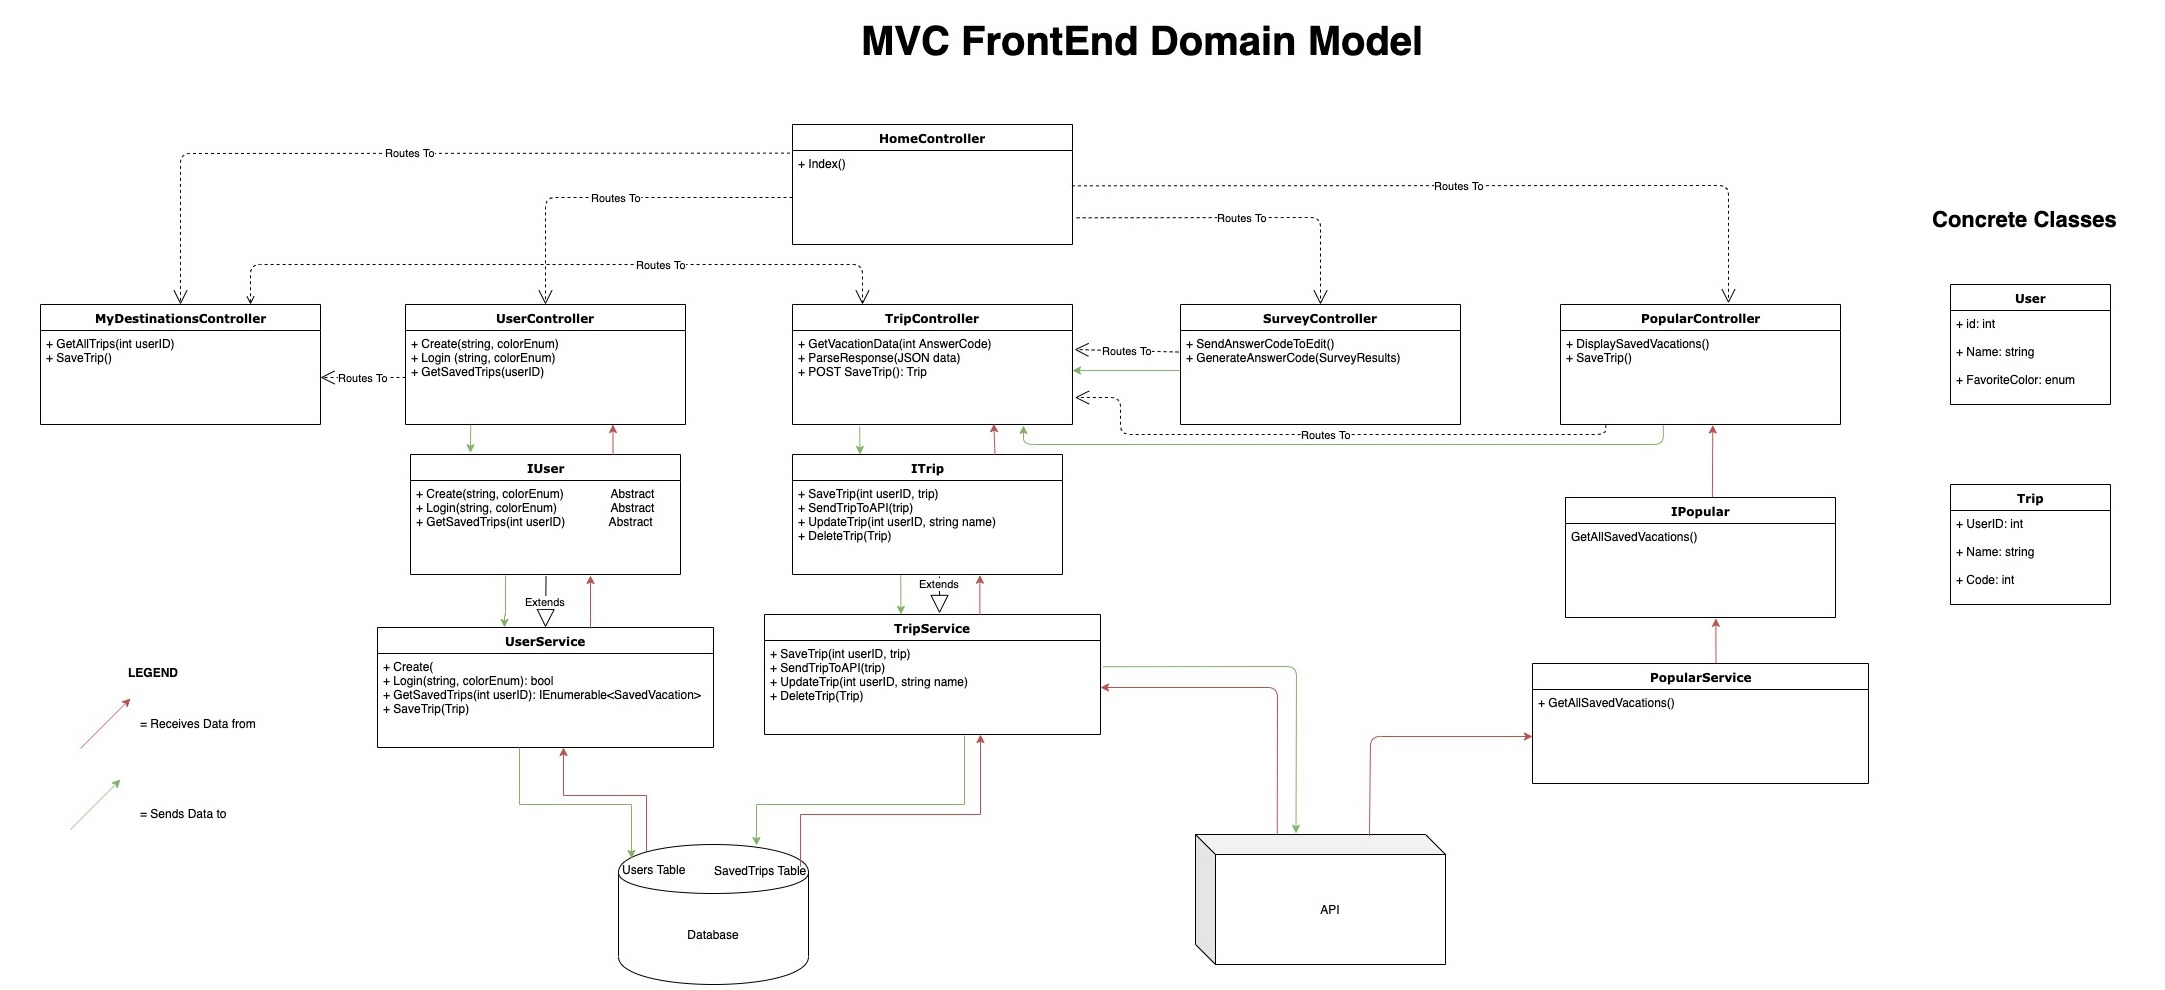 MVC FrontEnd Domain Model
HomeController
+ Index()
Routes To
Routes To
Routes To
Routes To
Routes To
Concrete Classes
MyDestinationsController
+ GetAllTrips(int userID)
+ SaveTrip()
Routes To
UserController
+ Create(string, colorEnum)
+ Login (string, colorEnum)
+ GetSavedTrips(userID)
TripController
+ GetVacationData(int AnswerCode)
+ ParseResponse(JSON data)
+ POST SaveTrip(): Trip
Routes To
SurveyController
+ SendAnswerCodeToEdit()
+ GenerateAnswerCode(SurveyResults)
PopularController
+ DisplaySavedVacations()
+ SaveTrip()
Routes To
User
+ id: int
+ Name: string
+ FavoriteColor: enum
IUser
+ Create(string, colorEnum) Abstract
+ Login(string, colorEnum) Abstract
+ GetSavedTrips(int userID) Abstract
ITrip
+ SaveTrip(int userID, trip)
+ SendTripToAPI(trip)
+ UpdateTrip(int userID, string name)
+ DeleteTrip(Trip)
IPopular
GetAllSavedVacations()
Trip
+ UserID: int
+ Name: string
+ Code: int
Extends
Extends
UserService
+ Create(
+ Login(string, colorEnum): bool
+ GetSavedTrips(int userID): IEnumerable<SavedVacation>
+ SaveTrip(Trip)
TripService
+ SaveTrip(int userID, trip)
+ SendTripToAPI(trip)
+ UpdateTrip(int userID, string name)
+ DeleteTrip(Trip)
PopularService
+ GetAllSavedVacations()
LEGEND
= Receives Data from
= Sends Data to
Users Table
SavedTrips Table
Database
API